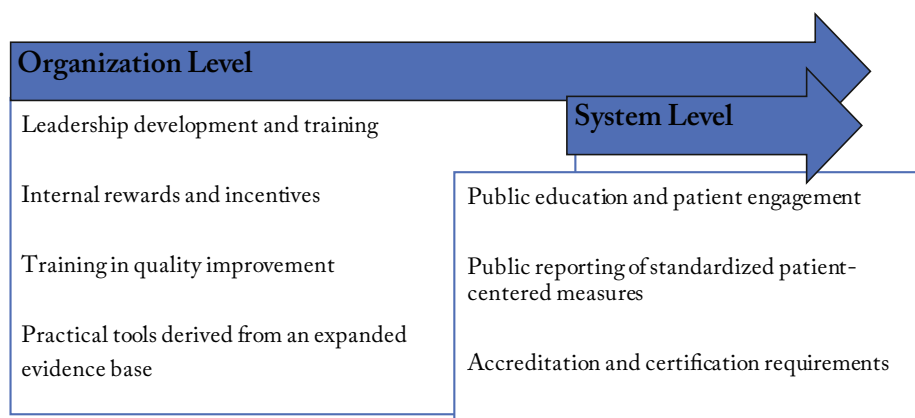 Organization Level
Leadership development and training
Internal rewards and incentives
Training in quality improvement
Practical tools derived from an expanded
evidence base
System Level
Public education and patient engagement
Public reporting of standardized patient-
centered measures
Accreditation and certification requirements